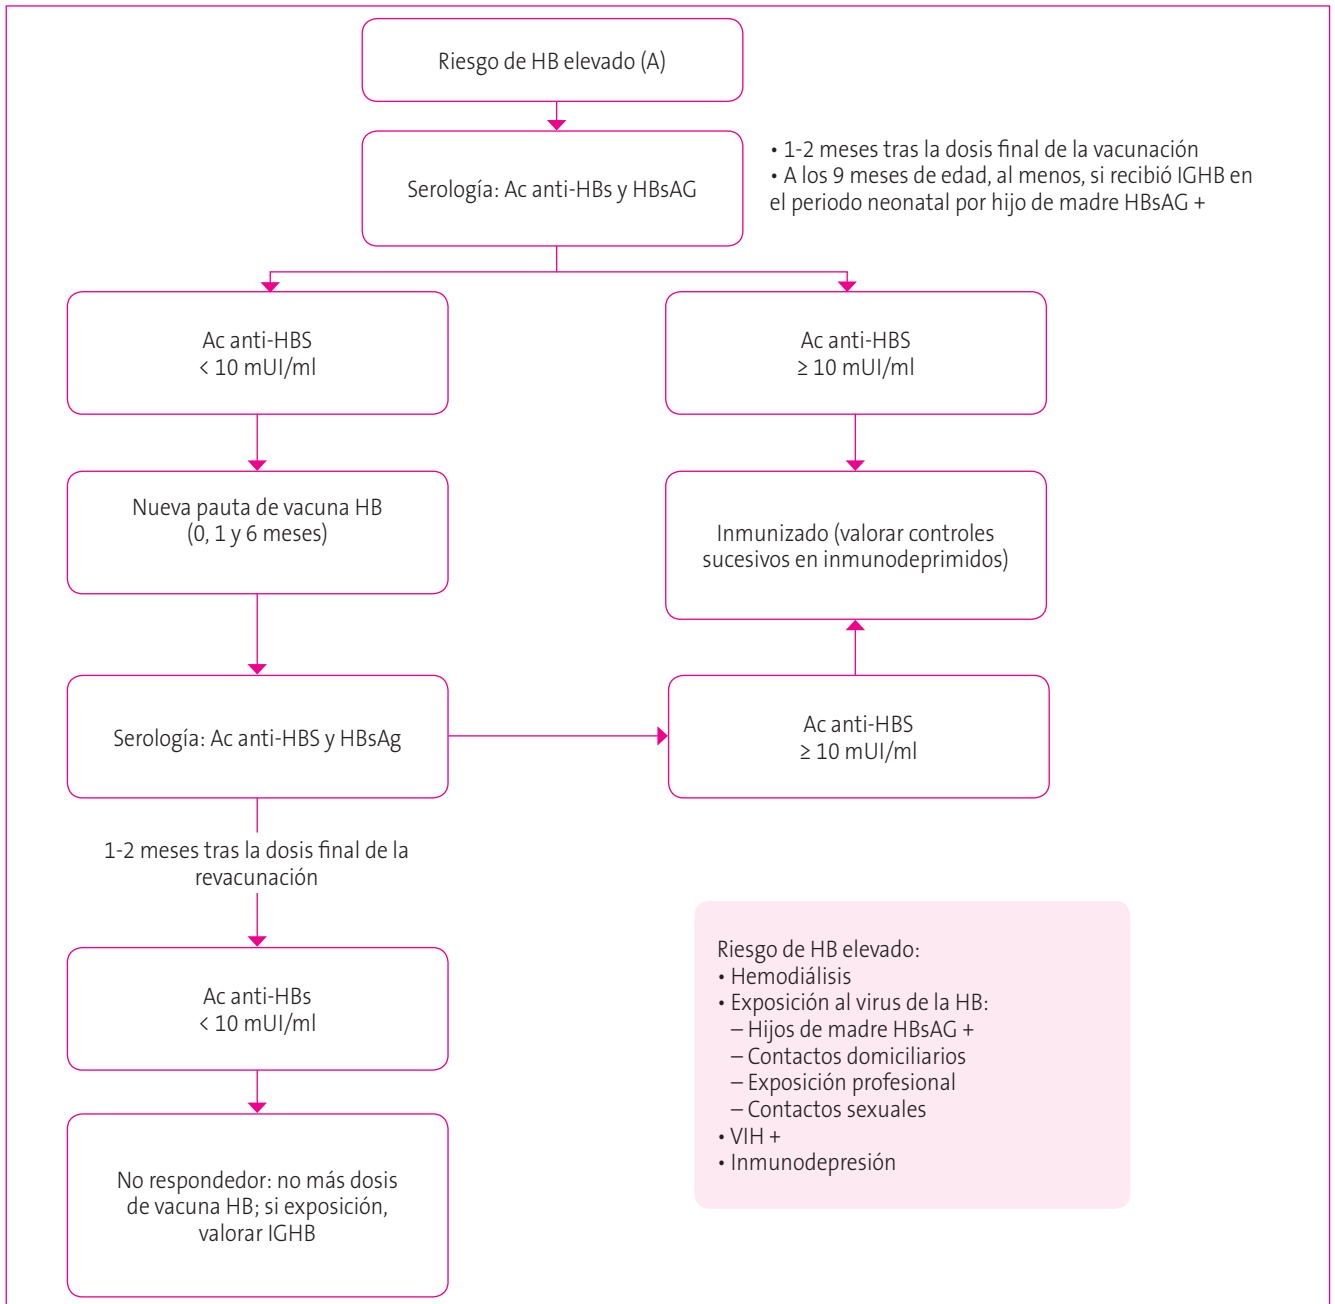 Riesgo de HB elevado (A)
Serología: Ac anti-HBs y HBsAG
• 1-2 meses tras la dosis final de la vacunación
• A los 9 meses de edad, al menos, si recibió IGHB en
el periodo neonatal por hijo de madre HBsAG +
Ac anti-HBS
< 10 mUI/ml
Ac anti-HBS
≥ 10 mUI/ml
Nueva pauta de vacuna HB
(0, 1 y 6 meses)
Inmunizado (valorar controles
sucesivos en inmunodeprimidos)
Serología: Ac anti-HBS y HBsAg
Ac anti-HBS
≥ 10 mUI/ml
1-2 meses tras la dosis final de la
revacunación
Ac anti-HBs
< 10 mUI/ml
No respondedor: no más dosis
de vacuna HB; si exposición,
valorar IGHB
Riesgo de HB elevado:
• Hemodiálisis
• Exposición al virus de la HB:
– Hijos de madre HBsAG +
– Contactos domiciliarios
– Exposición profesional
– Contactos sexuales
• VIH +
• Inmunodepresión